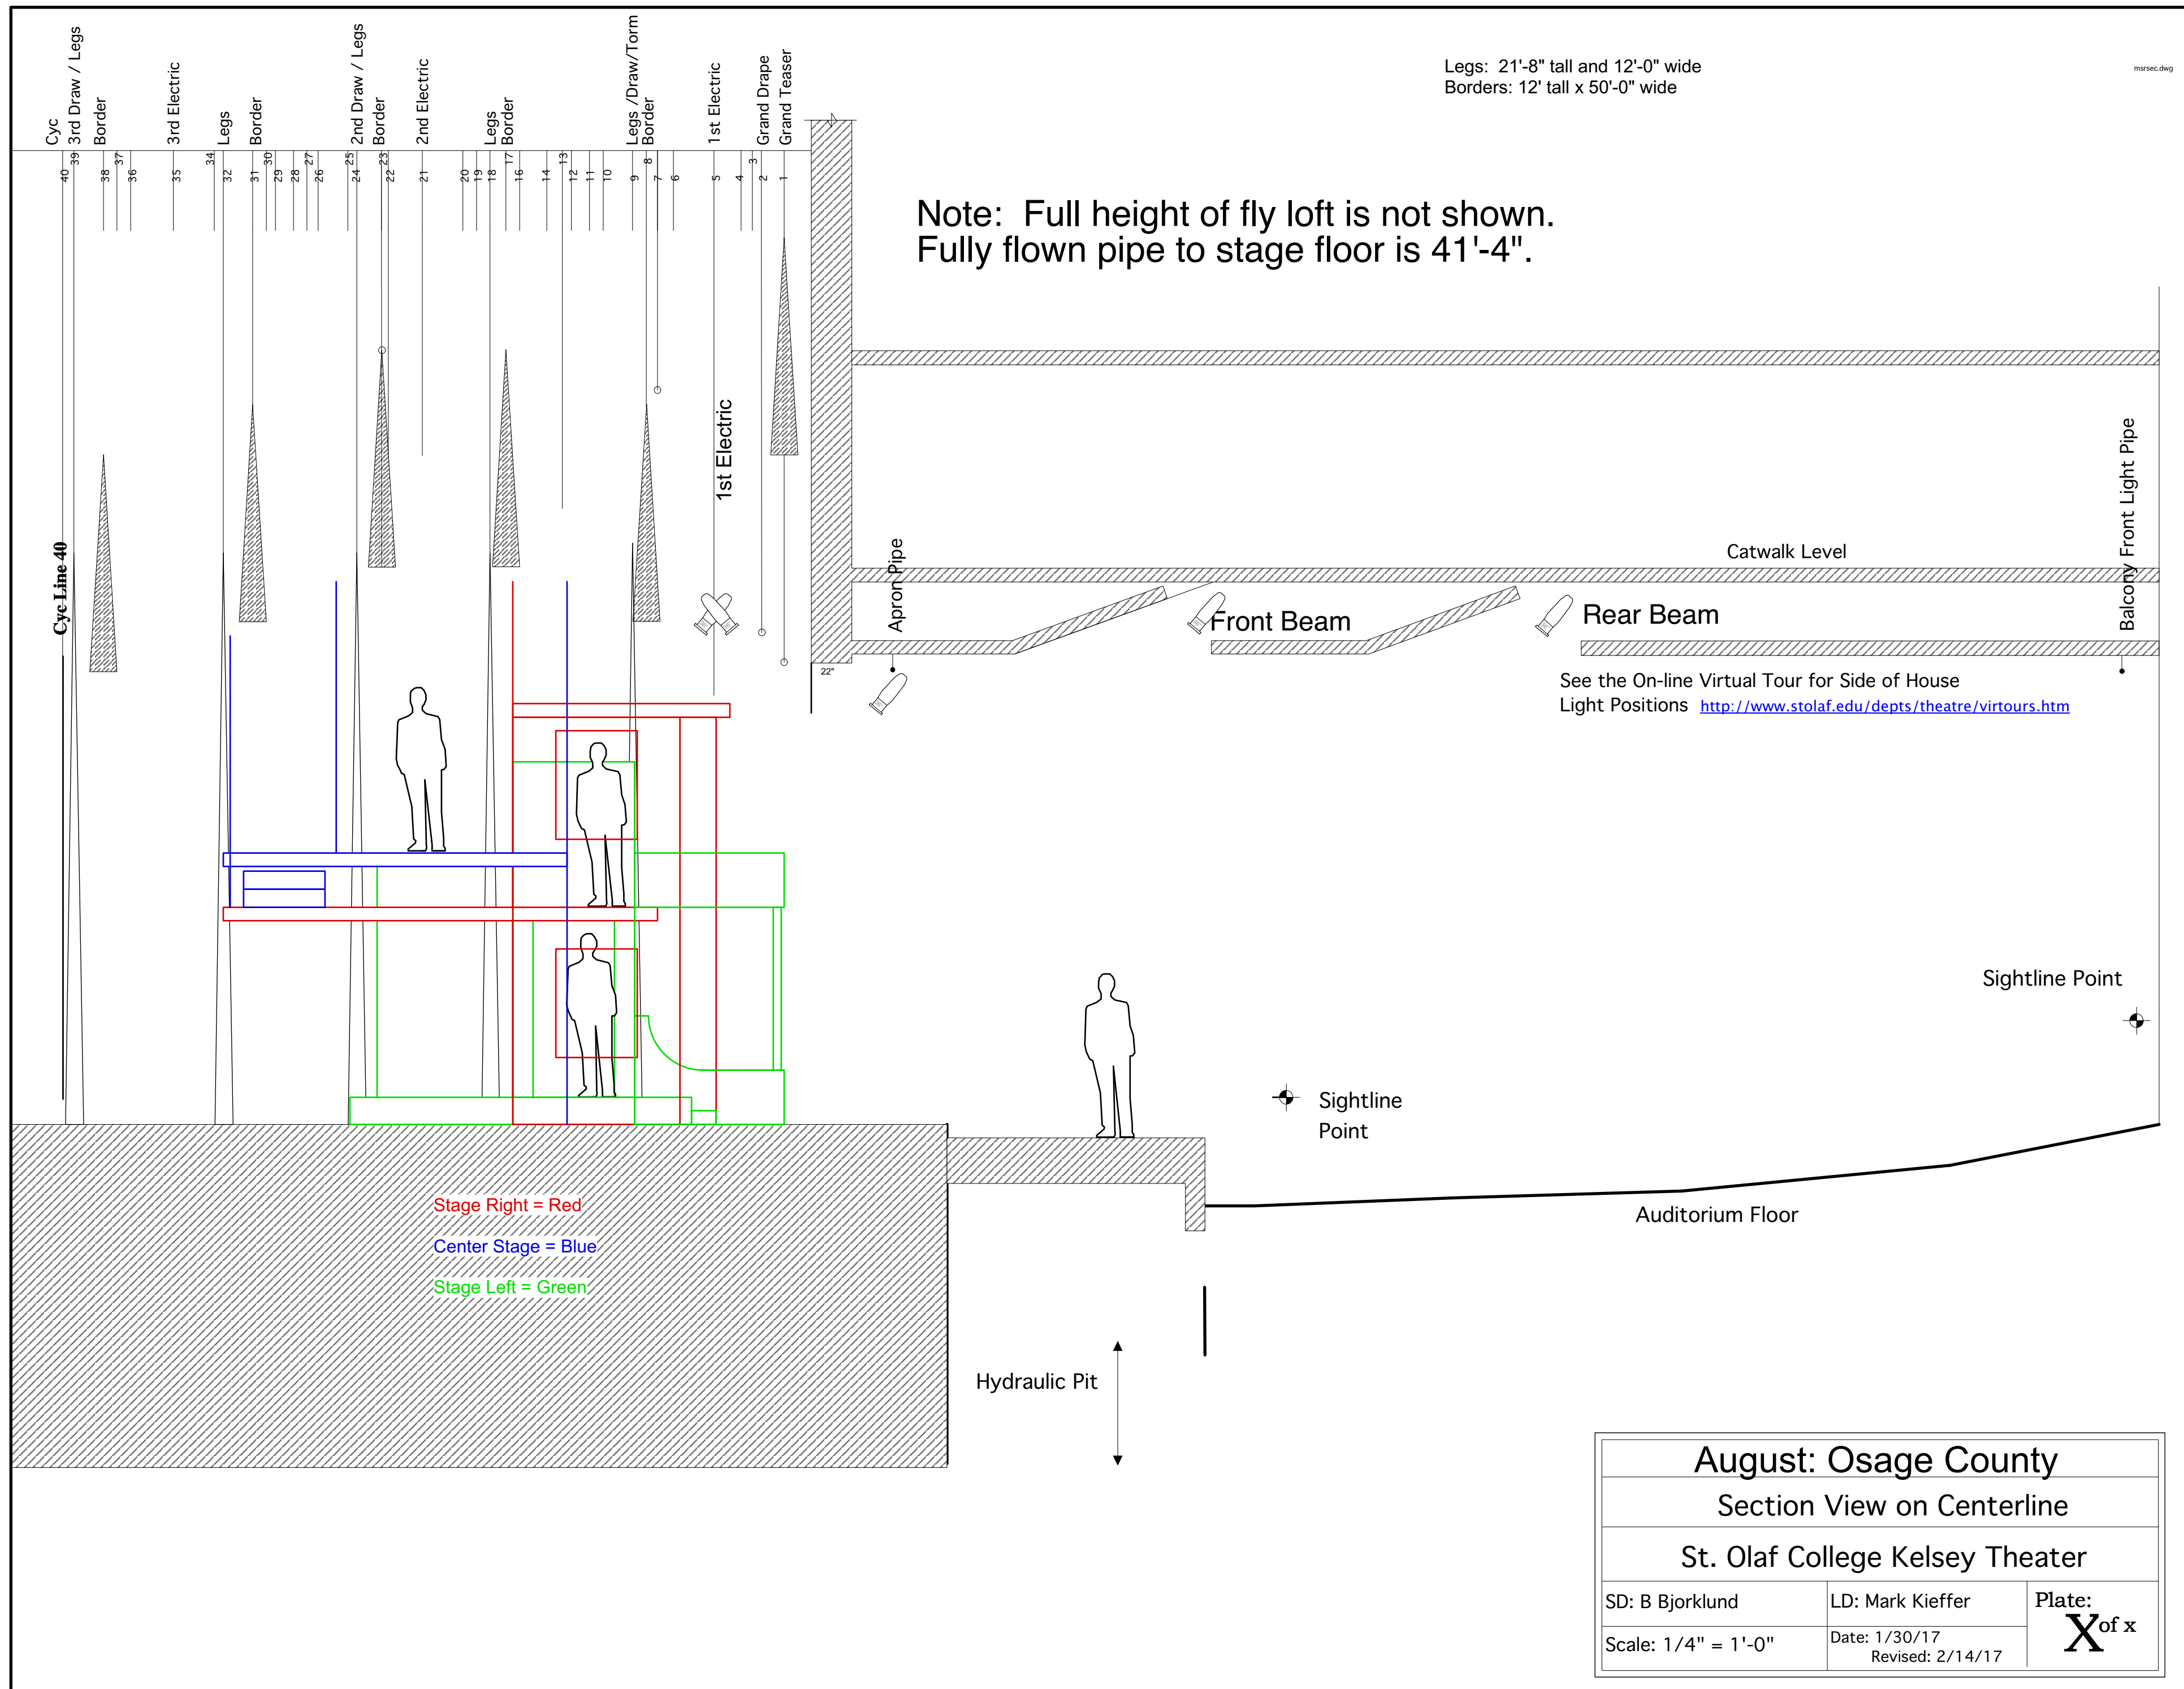 Legs: 21'-8" tall and 12'-0" wide
Borders: 12' tall x 50'-0" wide
msrsec.dwg
Cyc
3rd Draw / Legs
Border
3rd Electric
Legs
Border
2nd Draw / Legs
Border
2nd Electric
Legs
Border
Legs /Draw/Torm
Border
1st Electric
Grand Drape
Grand Teaser
40
39
38
37
36
35
34
32
31
30
29
28
27
26
25
24
23
22
21
20
19
18
17
16
14
13
12
11
10
9
8
7
6
5
4
3
2
1
Note: Full height of fly loft is not shown.
Fully flown pipe to stage floor is 41'-4".
1st Electric
Cyc Line 40
Apron Pipe
22"
Catwalk Level
Front Beam
Rear Beam
Balcony Front Light Pipe
See the On-line Virtual Tour for Side of House
Light Positions http://www.stolaf.edu/depts/theatre/virtours.htm
Sightline Point
Sightline
Point
Auditorium Floor
Stage Right = Red
Center Stage = Blue
Stage Left = Green
Hydraulic Pit
August: Osage County
Section View on Centerline
St. Olaf College Kelsey Theater
SD: B Bjorklund
LD: Mark Kieffer
Plate:
X of x
Scale: 1/4" = 1'-0"
Date: 1/30/17
Revised: 2/14/17